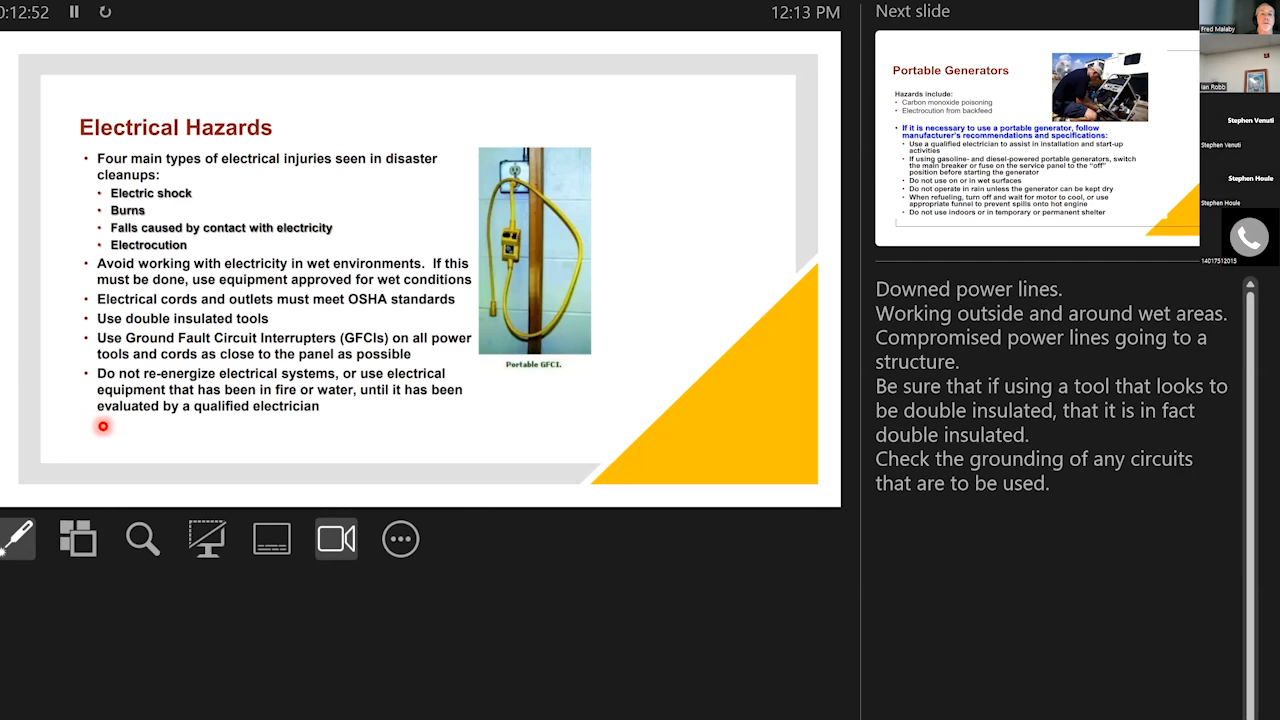 0:12:52
12:13 PM
Electrical Hazards
• Four main types of electrical injuries seen in disaster
cleanups:
• Electric shock
• Burns
• Falls caused by contact with electricity
• Electrocution
• Avoid working with electricity in wet environments. If this
must be done, use equipment approved for wet conditions
• Electrical cords and outlets must meet OSHA standards
• Use double insulated tools
• Use Ground Fault Circuit Interrupters (GFCIs) on all power
tools and cords as close to the panel as possible
• Do not re-energize electrical systems, or use electrical
equipment that has been in fire or water, until it has been
evaluated by a qualified electrician
Portable GFCI.
Next slide
Portable Generators
Hazards include:
• Carbon monoxide poisoning
• Electrocution from backfeed
• If it is necessary to use a portable generator, follow
manufacturer's recommendations and specifications:
• Use a qualified electrician to assist in installation and start-up
activities
• If using gasoline- and diesel-powered portable generators, switch
the main breaker or fuse on the service panel to the "off"
position before starting the generator
• Do not use on or in wet surfaces
• Do not operate in rain unless the generator can be kept dry
• When refueling, turn off and wait for motor to cool, or use
appropriate funnel to prevent spills onto hot engine
• Do not use indoors or in temporary or permanent shelter
Downed power lines.
Working outside and around wet areas.
Compromised power lines going to a
structure.
Be sure that if using a tool that looks to
be double insulated, that it is in fact
double insulated.
Check the grounding of any circuits
that are to be used.
Fred Malaby
Ian Robb
Stephen Venuti
Stephen Venuti
Stephen Houle
Stephen Houle
14017512015